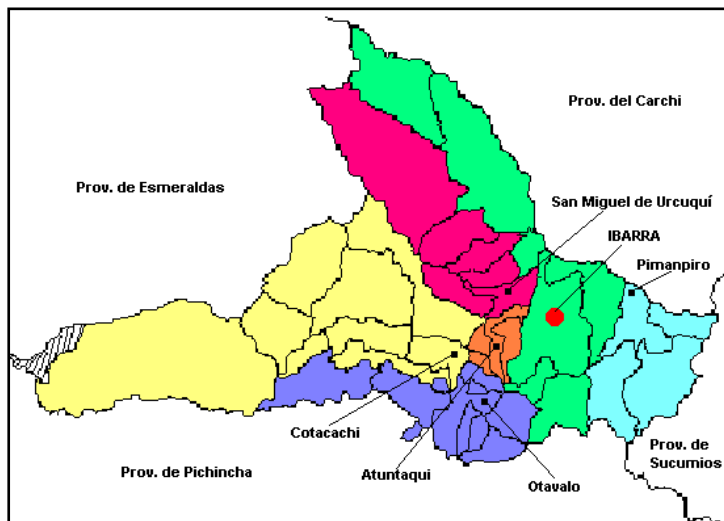 Prov. del Carchi
Prov. de Esmeraldas
San Miguel de Urcuquí
IBARRA
Pimanpiro
Cotacachi
Prov. de
Sucumios
Prov. de Pichincha
Atuntaqui
Otavalo